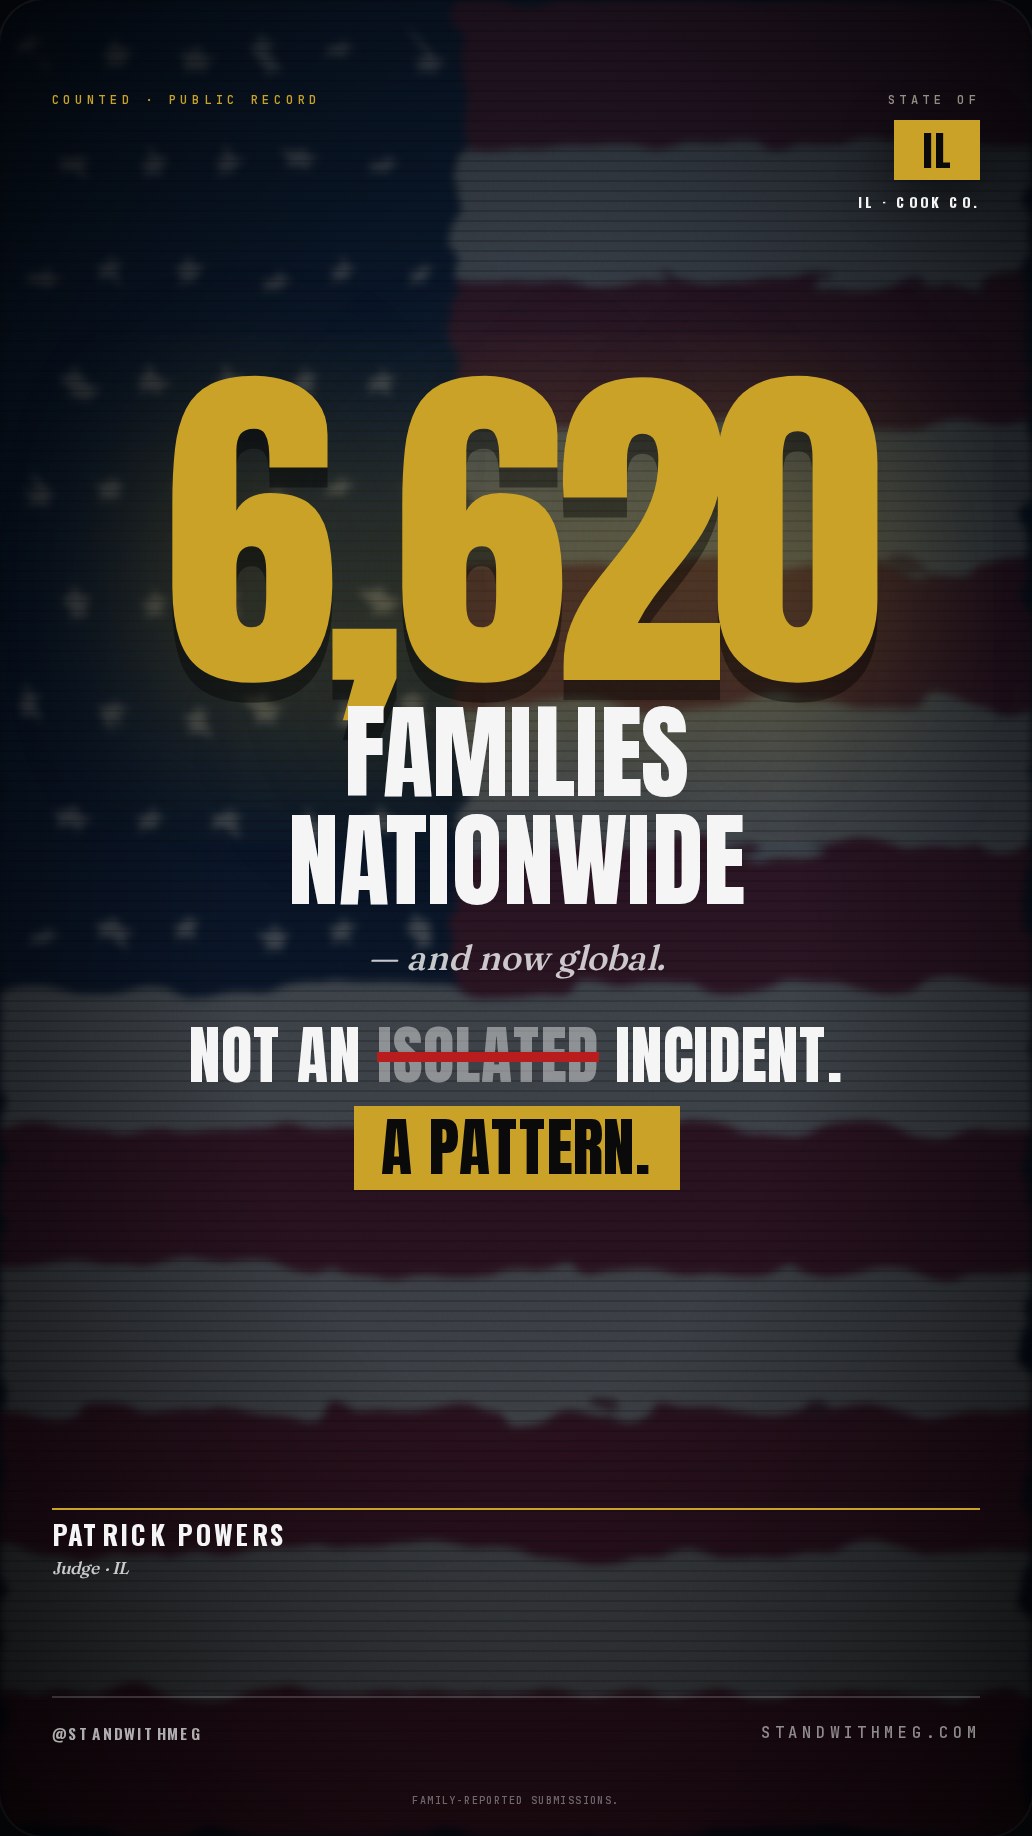 COUNTED · PUBLIC RECORD
STATE OF
IL
IL · COOK CO.
6,620
FAMILIES
NATIONWIDE
— and now global.
NOT AN ISOLATED INCIDENT.
A PATTERN.
PATRICK POWERS
Judge · IL
@STANDWITHMEG
STANDWITHMEG.COM
FAMILY-REPORTED SUBMISSIONS.